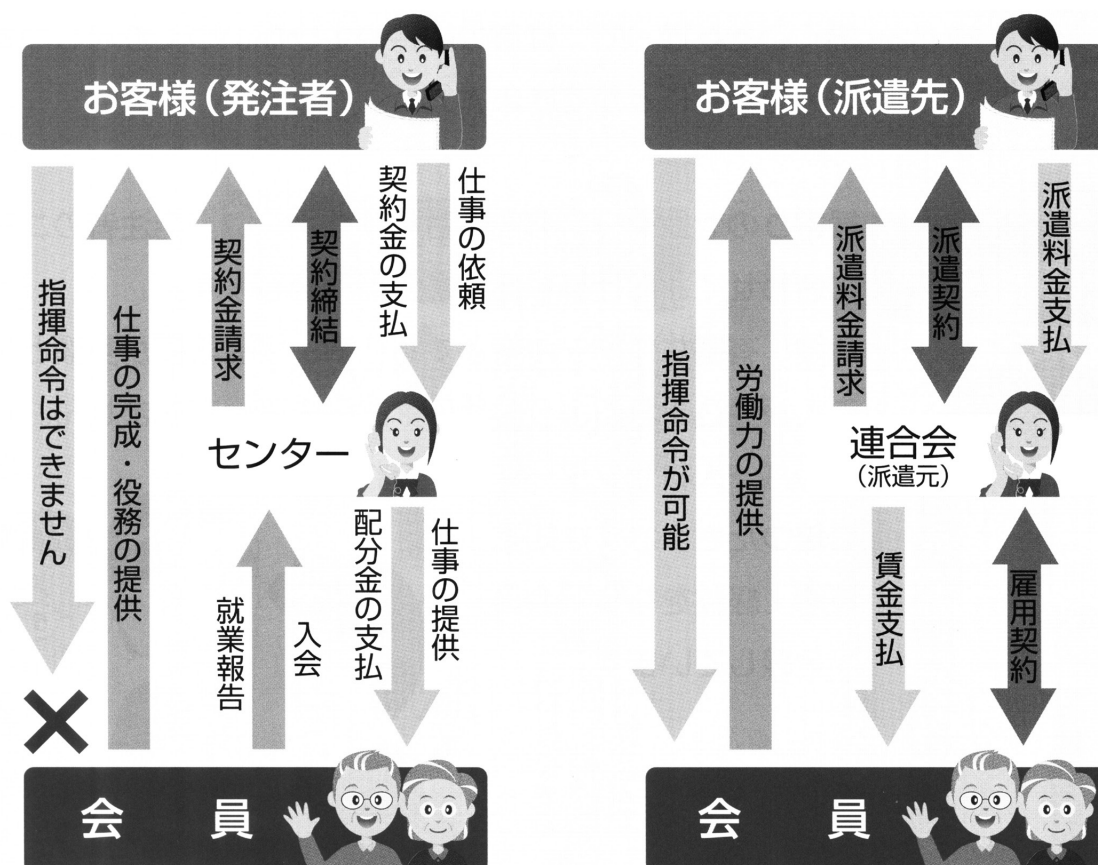 お客様（発注者）
指揮命令はできません
仕事の完成・役務の提供
契約金請求
契約締結
契約金の支払
仕事の依頼
センター
就業報告
入会
配分金の支払
仕事の提供
会員
お客様（派遣先）
指揮命令が可能
労働力の提供
派遣料金請求
派遣契約
派遣料金支払
連合会
（派遣元）
賃金支払
雇用契約
会員